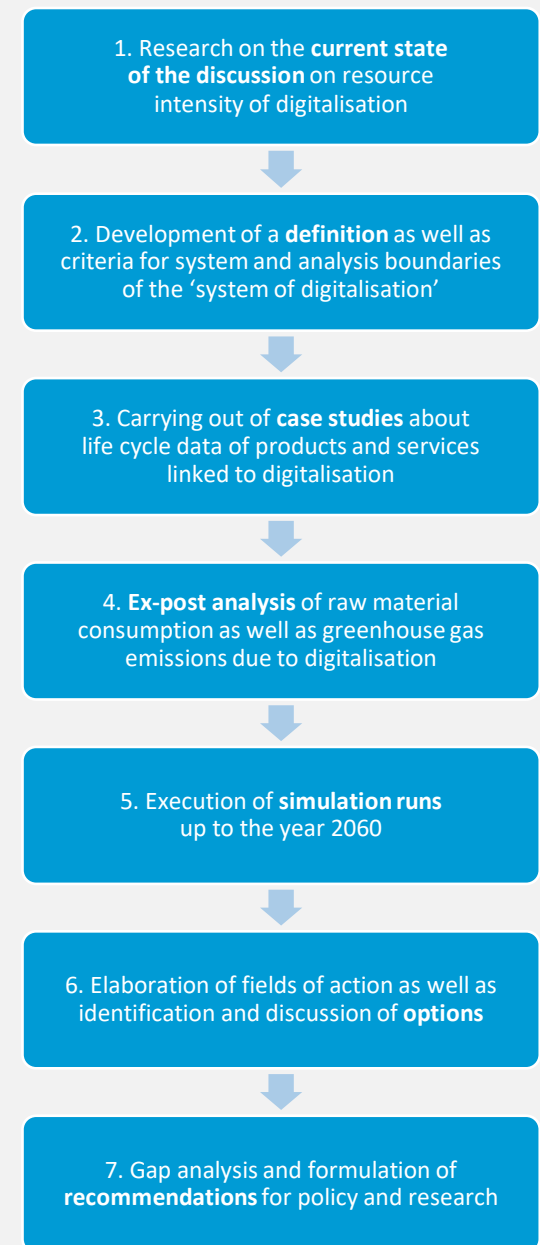 1. Research on the current state
of the discussion on resource
intensity of digitalisation
2. Development of a definition as well as
criteria for system and analysis boundaries
of the ‘system of digitalisation’
3. Carrying out of case studies about
life cycle data of products and services
linked to digitalisation
4. Ex-post analysis of raw material
consumption as well as greenhouse gas
emissions due to digitalisation
5. Execution of simulation runs
up to the year 2060
6. Elaboration of fields of action as well as
identification and discussion of options
7. Gap analysis and formulation of
recommendations for policy and research